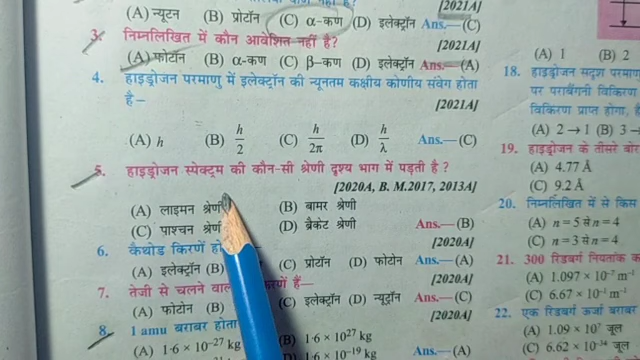 [2021A]
(A) न्यूटन (B) प्रोटॉन (C) α-कण (D) इलेक्ट्रॉन Ans.—(C)
3. निम्नलिखित में कौन आवेशित नहीं है?
[2021A]
(A) फोटॉन (B) α-कण (C) β-कण (D) इलेक्ट्रॉन Ans.—(A)
4. हाइड्रोजन परमाणु में इलेक्ट्रॉन की न्यूनतम कक्षीय कोणीय संवेग होता
है—
[2021A]
(A) h (B) h/2 (C) h/2π (D) h/λ Ans.—(C)
5. हाइड्रोजन स्पेक्ट्रम की कौन-सी श्रेणी दृश्य भाग में पड़ती है?
[2020A, B. M.2017, 2013A]
(A) लाइमन श्रेणी (B) बामर श्रेणी
(C) पाश्चन श्रेणी (D) ब्रैकेट श्रेणी Ans.—(B)
6. कैथोड किरणें
[2020A]
(A) इलेक्ट्रॉन (B) (C) प्रोटॉन (D) फोटोन Ans.—(A)
7. तेजी से चलने हैं—
[2020A]
(A) फोटॉन (B) (C) इलेक्ट्रॉन (D) न्यूट्रॉन Ans.—(C)
8. 1 amu बराबर होता
[2020A]
(A) 1·6 × 10⁻²⁷ kg (B) 1·6 × 10²⁷ kg
1·6 × 10⁻¹⁹ kg Ans.—(A)
(A) 1 (B) 2
18. हाइड्रोजन सदृश परमाणु
पर पराबैंगनी विकिरण
विकिरण प्राप्त होगा,
(A) 2 → 1 (B) 3
19. हाइड्रोजन के तीसरे बोर
(A) 4.77 Å
(C) 9.2 Å
20. निम्नलिखित में से किस
(A) n = 5 से n = 4
(C) n = 3 से n = 4
21. 300 रिडबर्ग नियतांक
(A) 1.097 × 10⁻⁷ m⁻¹
(C) 6.67 × 10⁻¹ m⁻¹
22. एक रिडबर्ग ऊर्जा बराबर
(A) 1.09 × 10⁷ जूल
(C) 6.62 × 10⁻³⁴ जूल